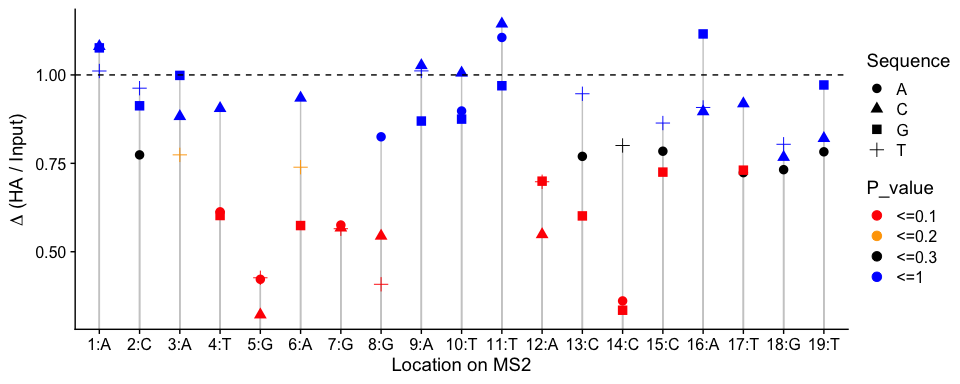 Δ (HA / Input)
1.00
0.75
0.50
1:A 2:C 3:A 4:T 5:G 6:A 7:G 8:G 9:A 10:T 11:T 12:A 13:C 14:C 15:C 16:A 17:T 18:G 19:T
Location on MS2
Sequence
A
C
G
T
P_value
<=0.1
<=0.2
<=0.3
<=1